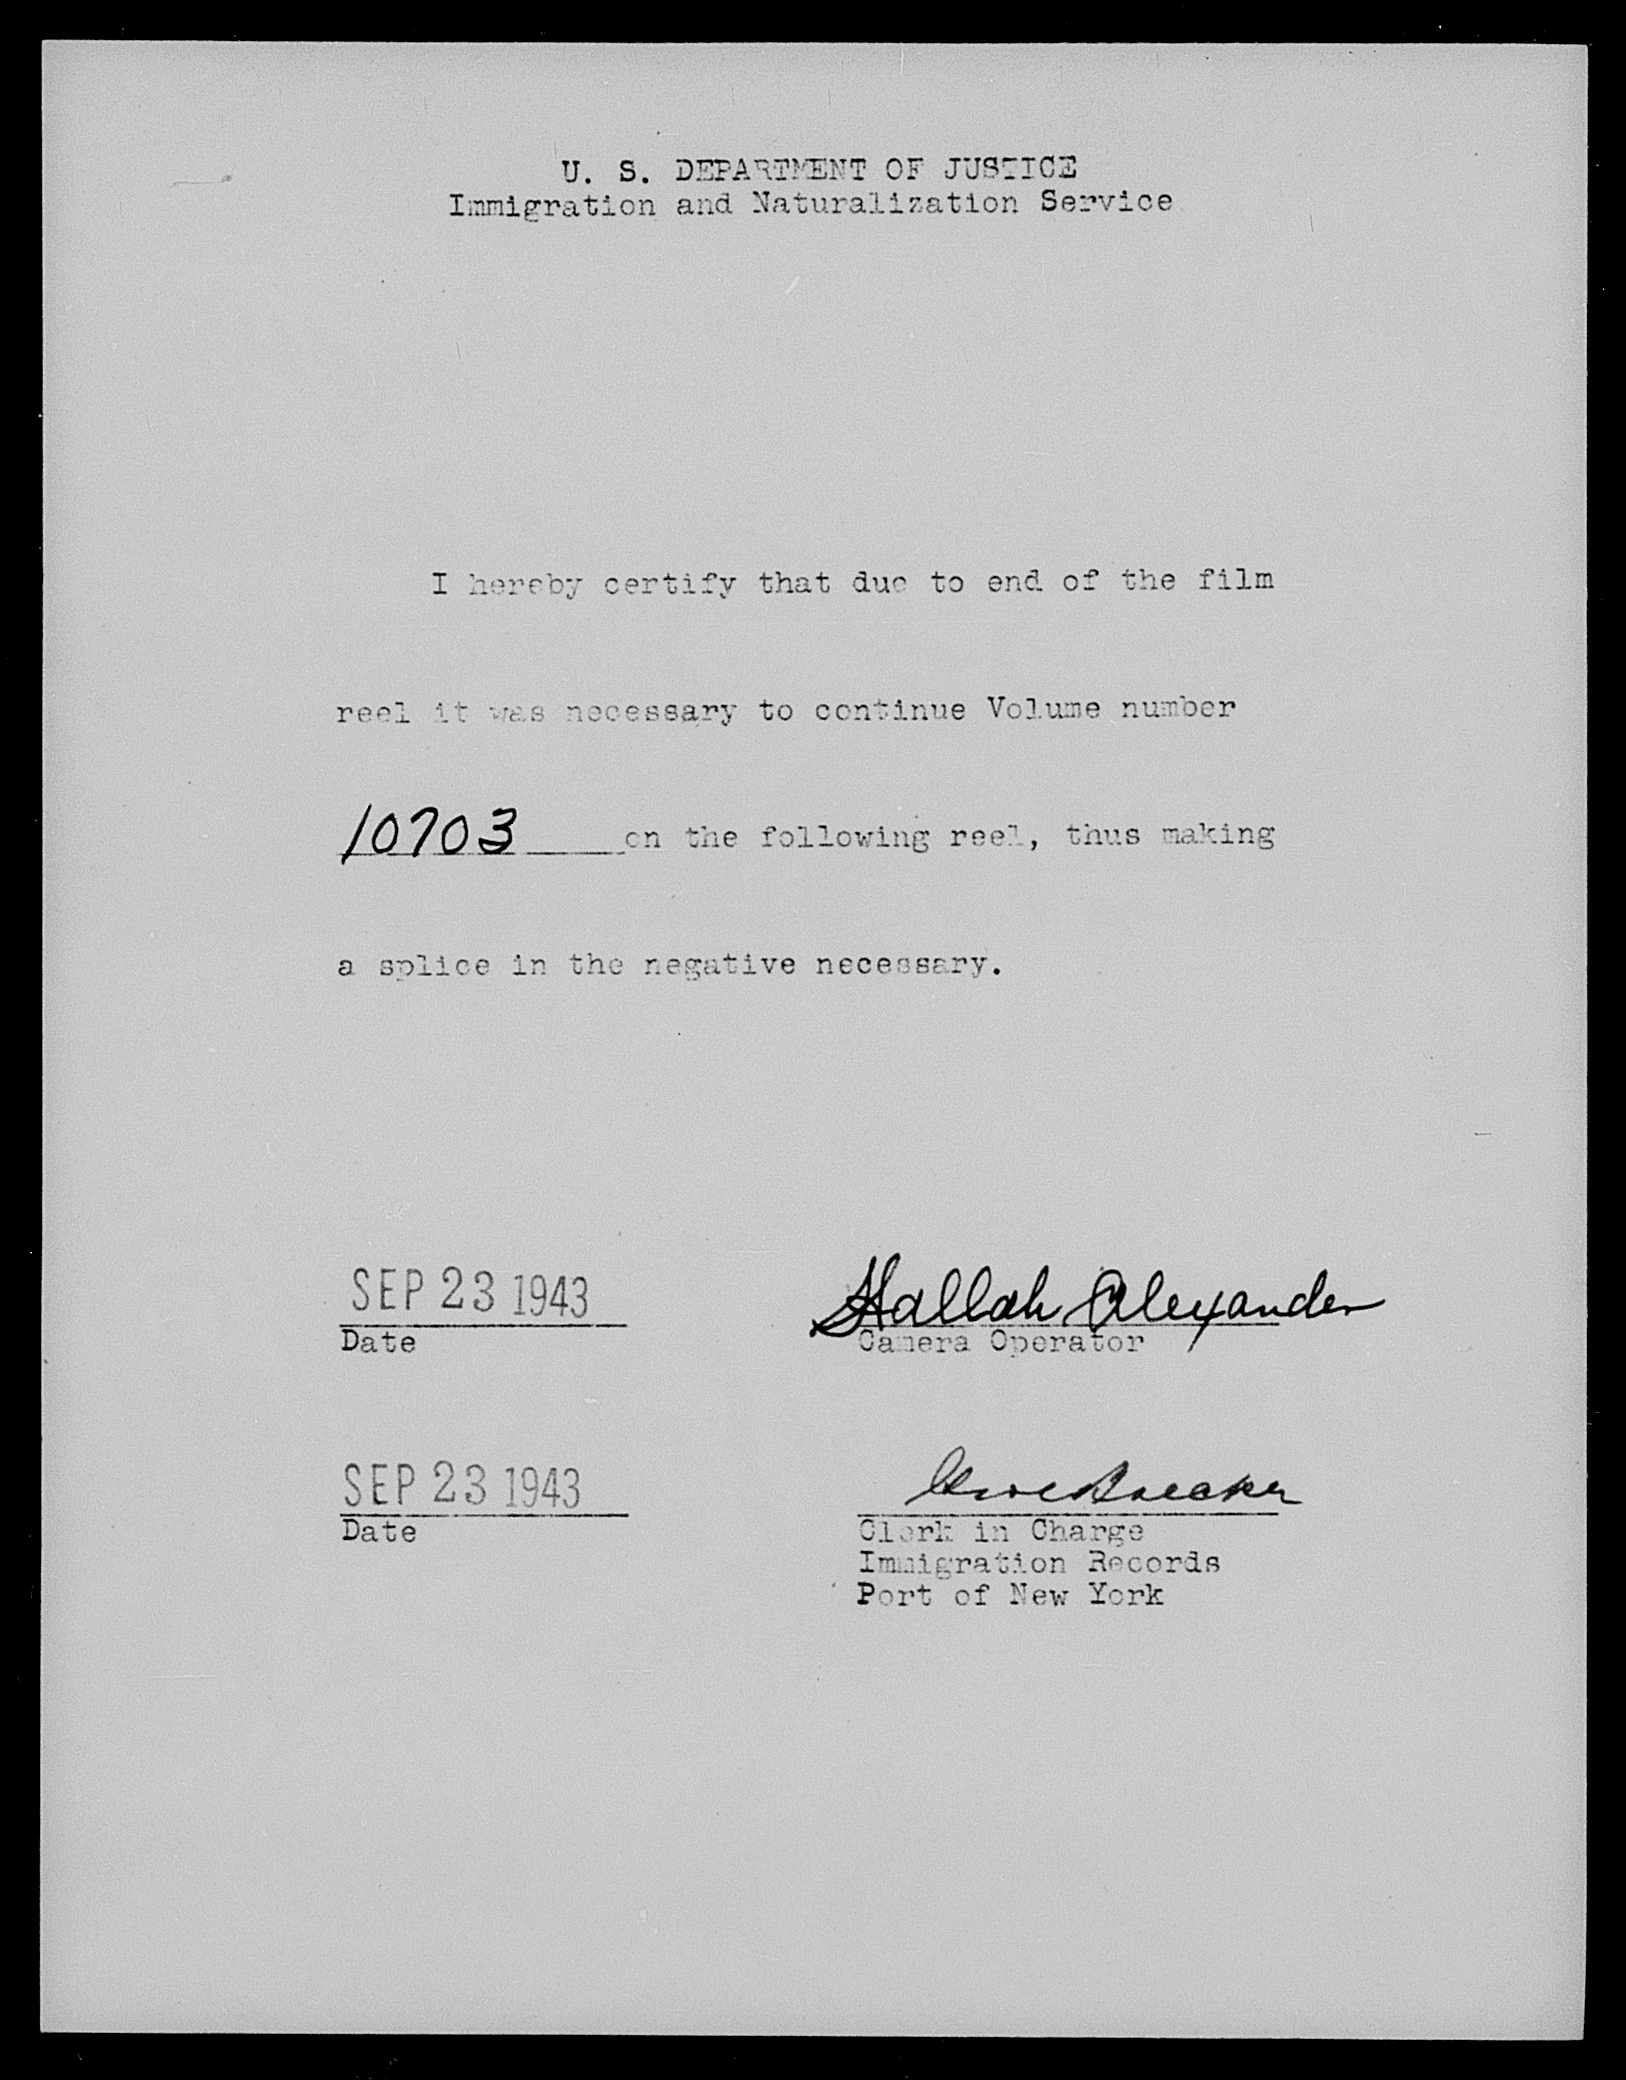 U. S. DEPARTMENT OF JUSTICE
Immigration and Naturalization Service
I hereby certify that due to end of the film
reel it was necessary to continue Volume number
10703 on the following reel, thus making
a splice in the negative necessary.
SEP 23 1943
Hallah Alexander
Date
Camera Operator
SEP 23 1943
Date
Clerk in Charge
Immigration Records
Port of New York